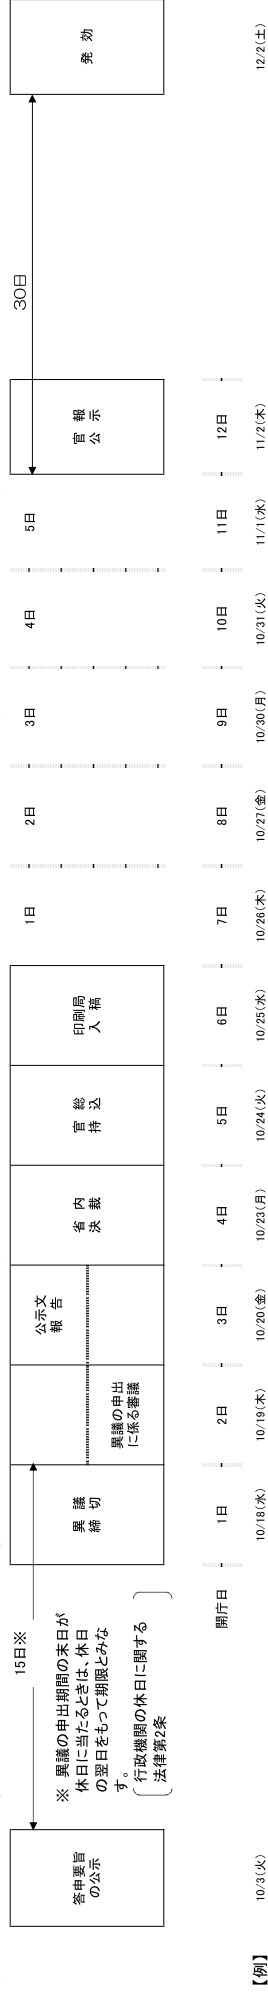 答申要旨
の公示
15日※
※ 異議の申出期間の末日が
休日に当たるときは、休日
の翌日をもって期限とみな
す。
行政機関の休日に関する
法律第2条
異 議
締 切
異議の申出
に係る審議
公示文
報 告
省 内
決 裁
官 総
持 込
印刷局
入 稿
1日
2日
3日
4日
5日
官 報
公 示
30日
発 効
開庁日
1日
2日
3日
4日
5日
6日
7日
8日
9日
10日
11日
12日
【例】
10/3(火)
10/18(水)
10/19(木)
10/20(金)
10/23(月)
10/24(火)
10/25(水)
10/26(木)
10/27(金)
10/30(月)
10/31(火)
11/1(水)
11/2(木)
12/2(土)